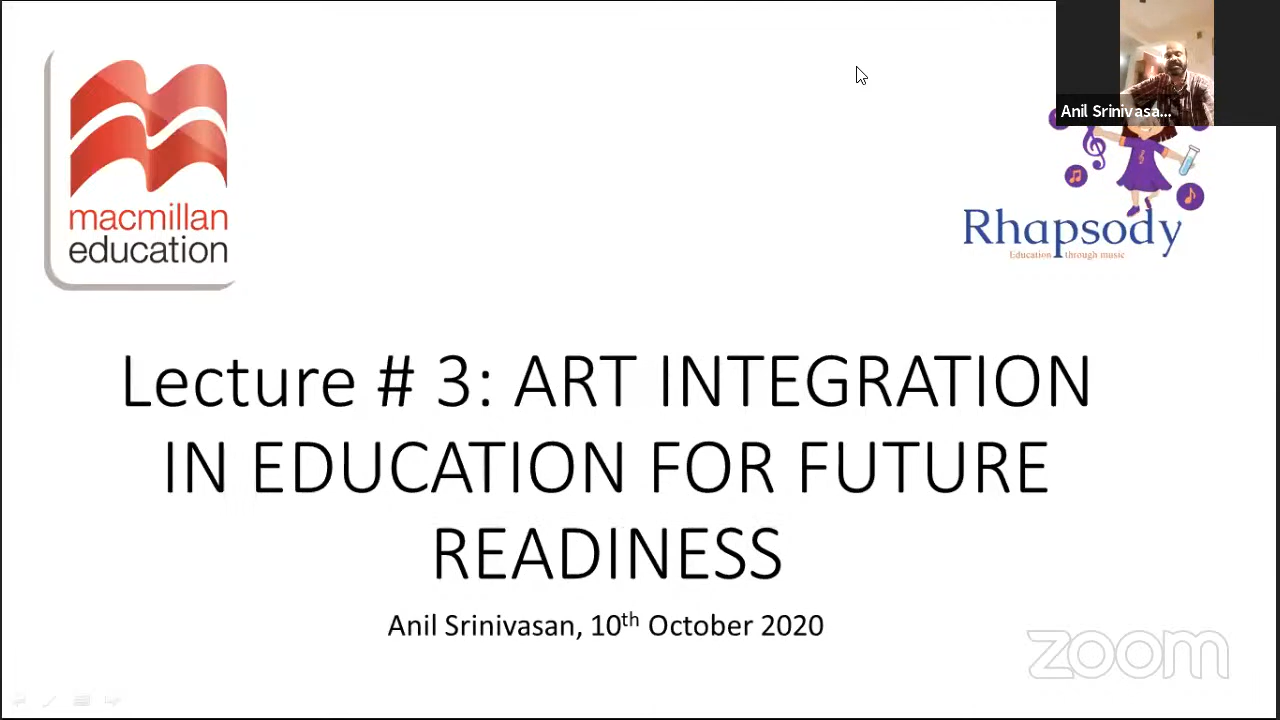 Anil Srinivasa...
macmillan
education
Rhapsody
Education through music
Lecture # 3: ART INTEGRATION
IN EDUCATION FOR FUTURE
READINESS
Anil Srinivasan, 10th October 2020
zoom